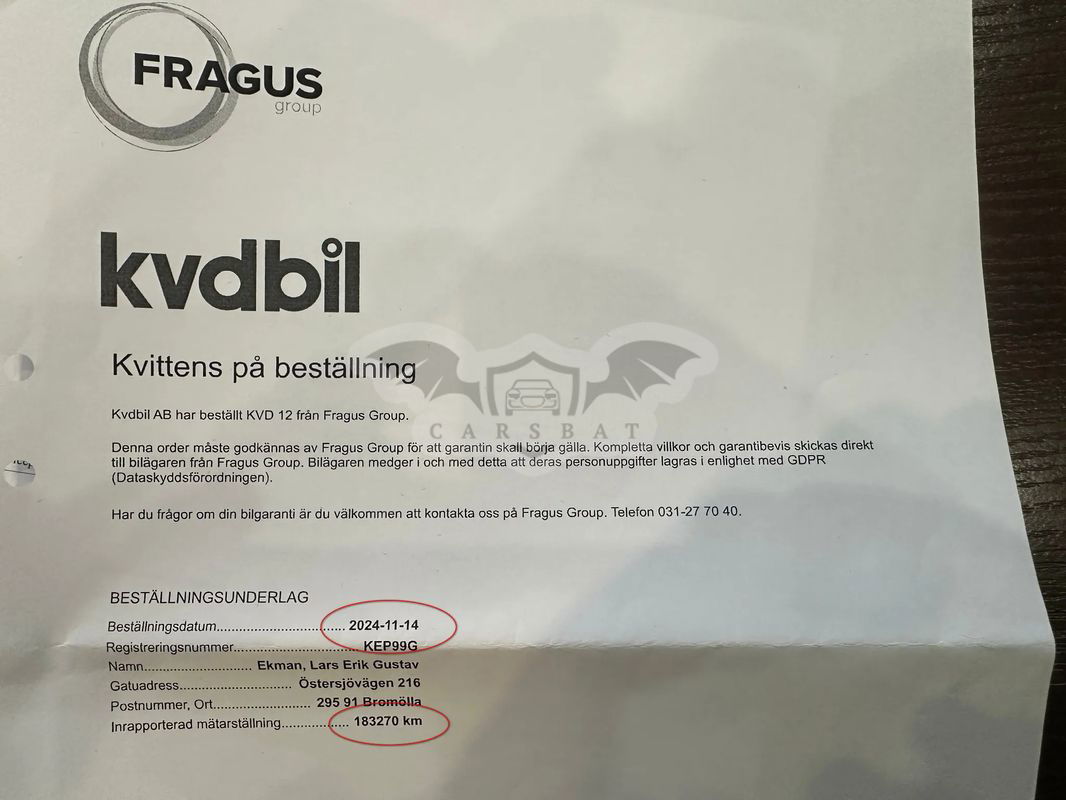 FRAGUS
group
kvdbil
Kvittens på beställning
CARSBAT
Kvdbil AB har beställt KVD 12 från Fragus Group.
Denna order måste godkännas av Fragus Group för att garantin skall börja gälla. Kompletta villkor och garantibevis skickas direkt
till bilägaren från Fragus Group. Bilägaren medger i och med detta att deras personuppgifter lagras i enlighet med GDPR
(Dataskyddsförordningen).
Har du frågor om din bilgaranti är du välkommen att kontakta oss på Fragus Group. Telefon 031-27 70 40.
BESTÄLLNINGSUNDERLAG
Beställningsdatum.................................. 2024-11-14
Registreringsnummer............................... KEP99G
Namn............................ Ekman, Lars Erik Gustav
Gatuadress............................. Östersjövägen 216
Postnummer, Ort......................... 295 91 Bromölla
Inrapporterad mätarställning.................. 183270 km